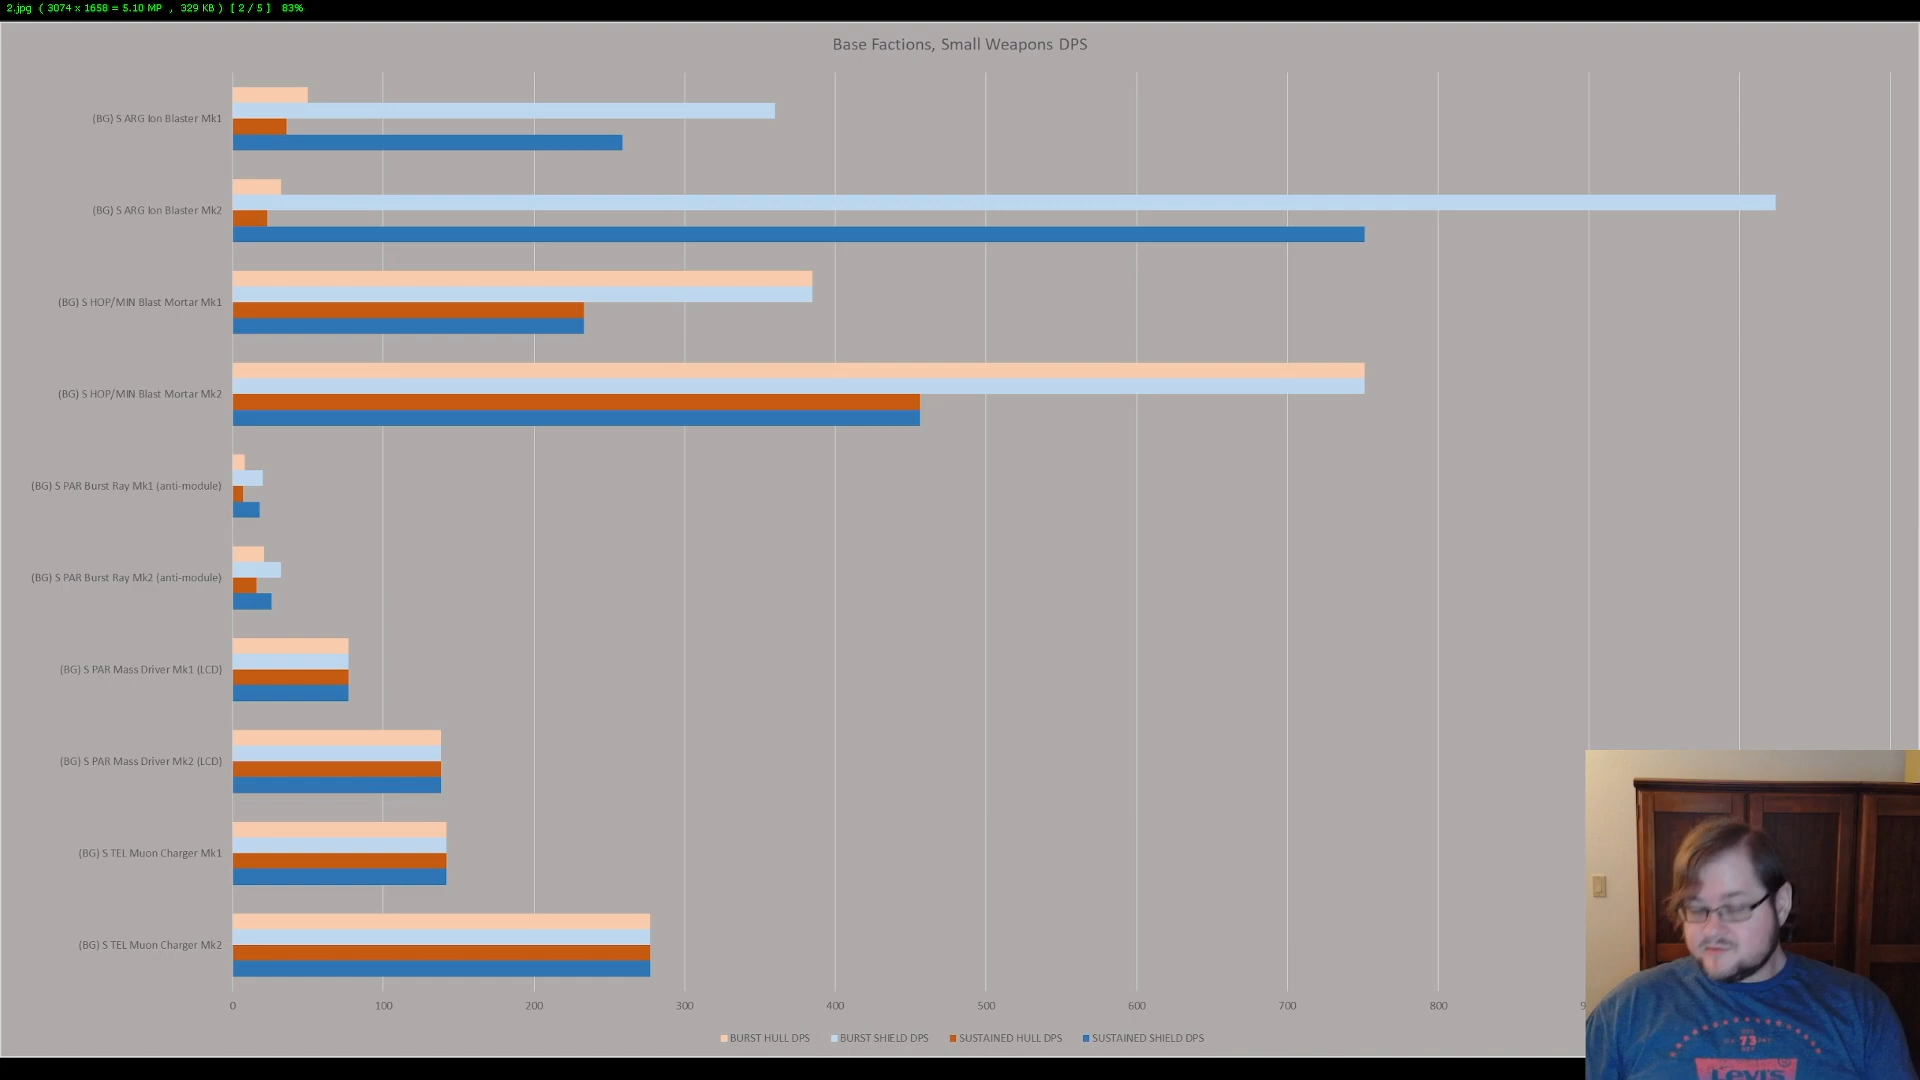 2.jpg ( 3074 x 1658 = 5.10 MP , 329 KB ) [ 2 / 5 ] 83%
Base Factions, Small Weapons DPS
(BG) S ARG Ion Blaster Mk1
(BG) S ARG Ion Blaster Mk2
(BG) S HOP/MIN Blast Mortar Mk1
(BG) S HOP/MIN Blast Mortar Mk2
(BG) S PAR Burst Ray Mk1 (anti-module)
(BG) S PAR Burst Ray Mk2 (anti-module)
(BG) S PAR Mass Driver Mk1 (LCD)
(BG) S PAR Mass Driver Mk2 (LCD)
(BG) S TEL Muon Charger Mk1
(BG) S TEL Muon Charger Mk2
0 100 200 300 400 500 600 700 800
BURST HULL DPS BURST SHIELD DPS SUSTAINED HULL DPS SUSTAINED SHIELD DPS
73
Levi's